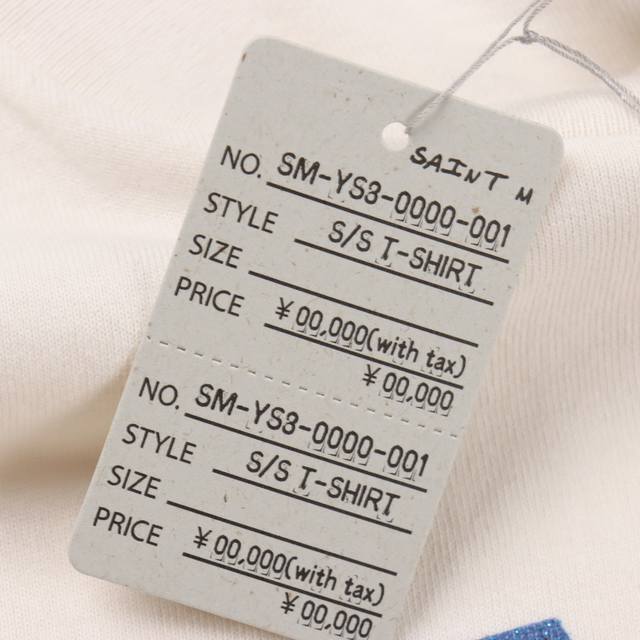 SAINT M
NO. SM-YS3-0000-001
STYLE S/S T-SHIRT
SIZE
PRICE ¥00,000(with tax)
¥00,000
NO. SM-YS3-0000-001
STYLE S/S T-SHIRT
SIZE
PRICE ¥00,000(with tax)
¥00,000